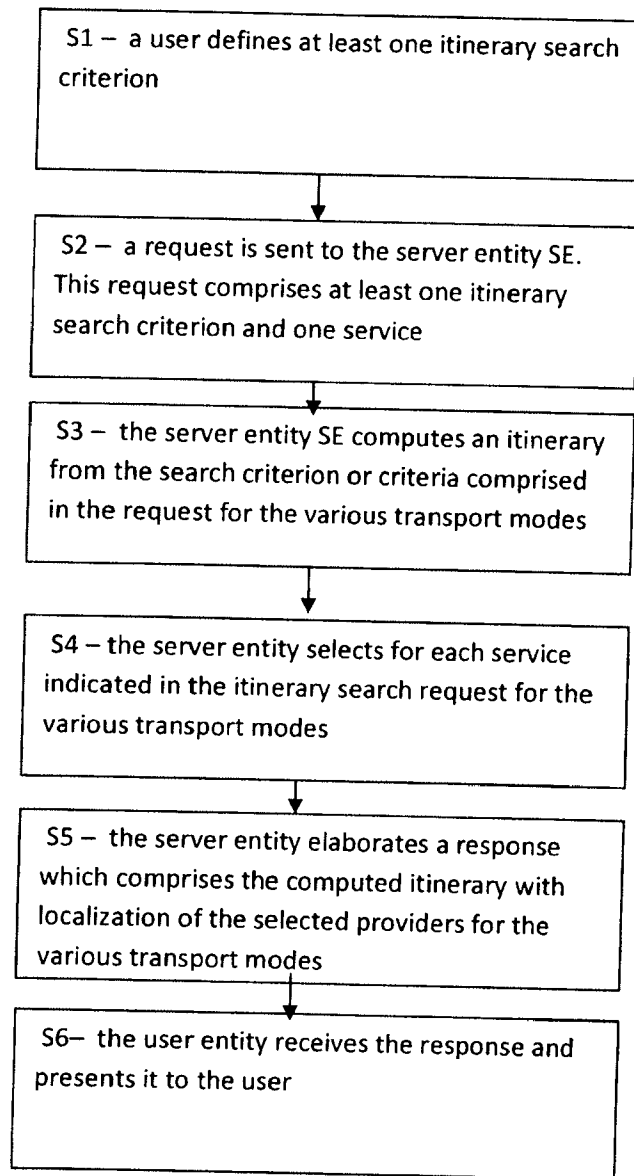 S1 – a user defines at least one itinerary search
criterion
S2 – a request is sent to the server entity SE.
This request comprises at least one itinerary
search criterion and one service
S3 – the server entity SE computes an itinerary
from the search criterion or criteria comprised
in the request for the various transport modes
S4 – the server entity selects for each service
indicated in the itinerary search request for the
various transport modes
S5 – the server entity elaborates a response
which comprises the computed itinerary with
localization of the selected providers for the
various transport modes
S6– the user entity receives the response and
presents it to the user